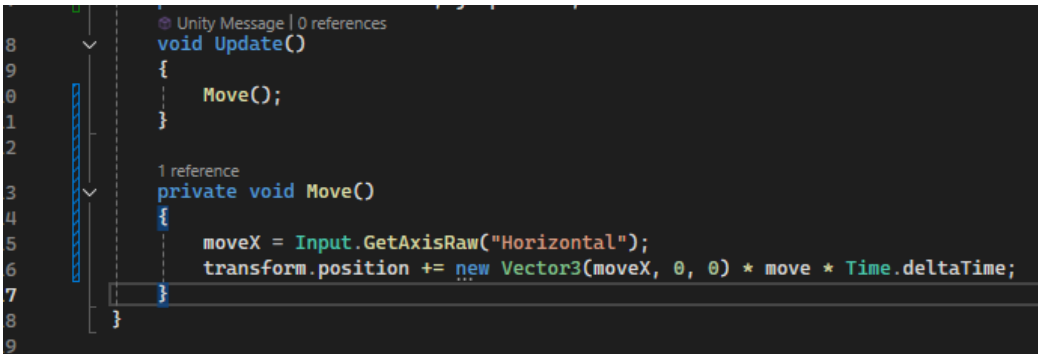 Unity Message | 0 references
8 void Update()
9 {
0 Move();
1 }
2
1 reference
3 private void Move()
4 {
5 moveX = Input.GetAxisRaw("Horizontal");
6 transform.position += new Vector3(moveX, 0, 0) * move * Time.deltaTime;
7 }
8 }
9